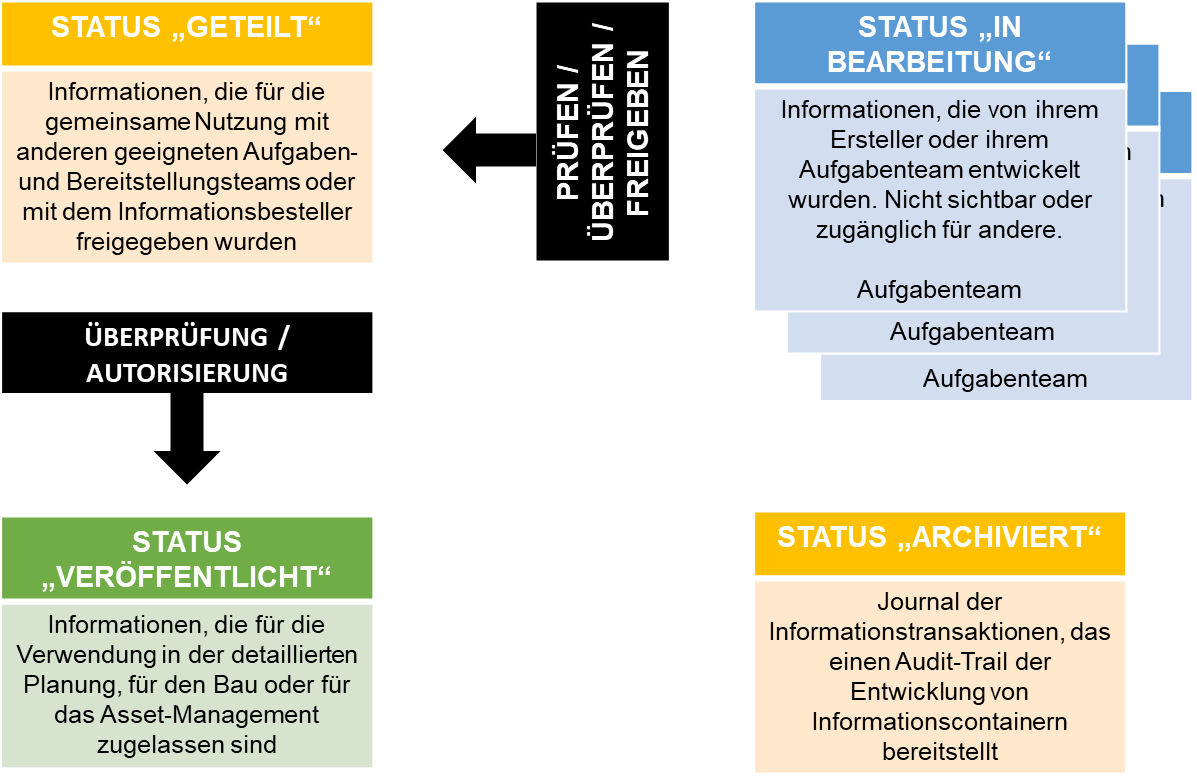 STATUS „GETEILT“
Informationen, die für die
gemeinsame Nutzung mit
anderen geeigneten Aufgaben-
und Bereitstellungsteams oder
mit dem Informationsbesteller
freigegeben wurden
PRÜFEN /
ÜBERPRÜFEN /
FREIGEBEN
STATUS „IN
BEARBEITUNG“
Informationen, die von ihrem
Ersteller oder ihrem
Aufgabenteam entwickelt
wurden. Nicht sichtbar oder
zugänglich für andere.
Aufgabenteam
Aufgabenteam
Aufgabenteam
ÜBERPRÜFUNG /
AUTORISIERUNG
STATUS
„VERÖFFENTLICHT“
Informationen, die für die
Verwendung in der detaillierten
Planung, für den Bau oder für
das Asset-Management
zugelassen sind
STATUS „ARCHIVIERT“
Journal der
Informationstransaktionen, das
einen Audit-Trail der
Entwicklung von
Informationscontainern
bereitstellt